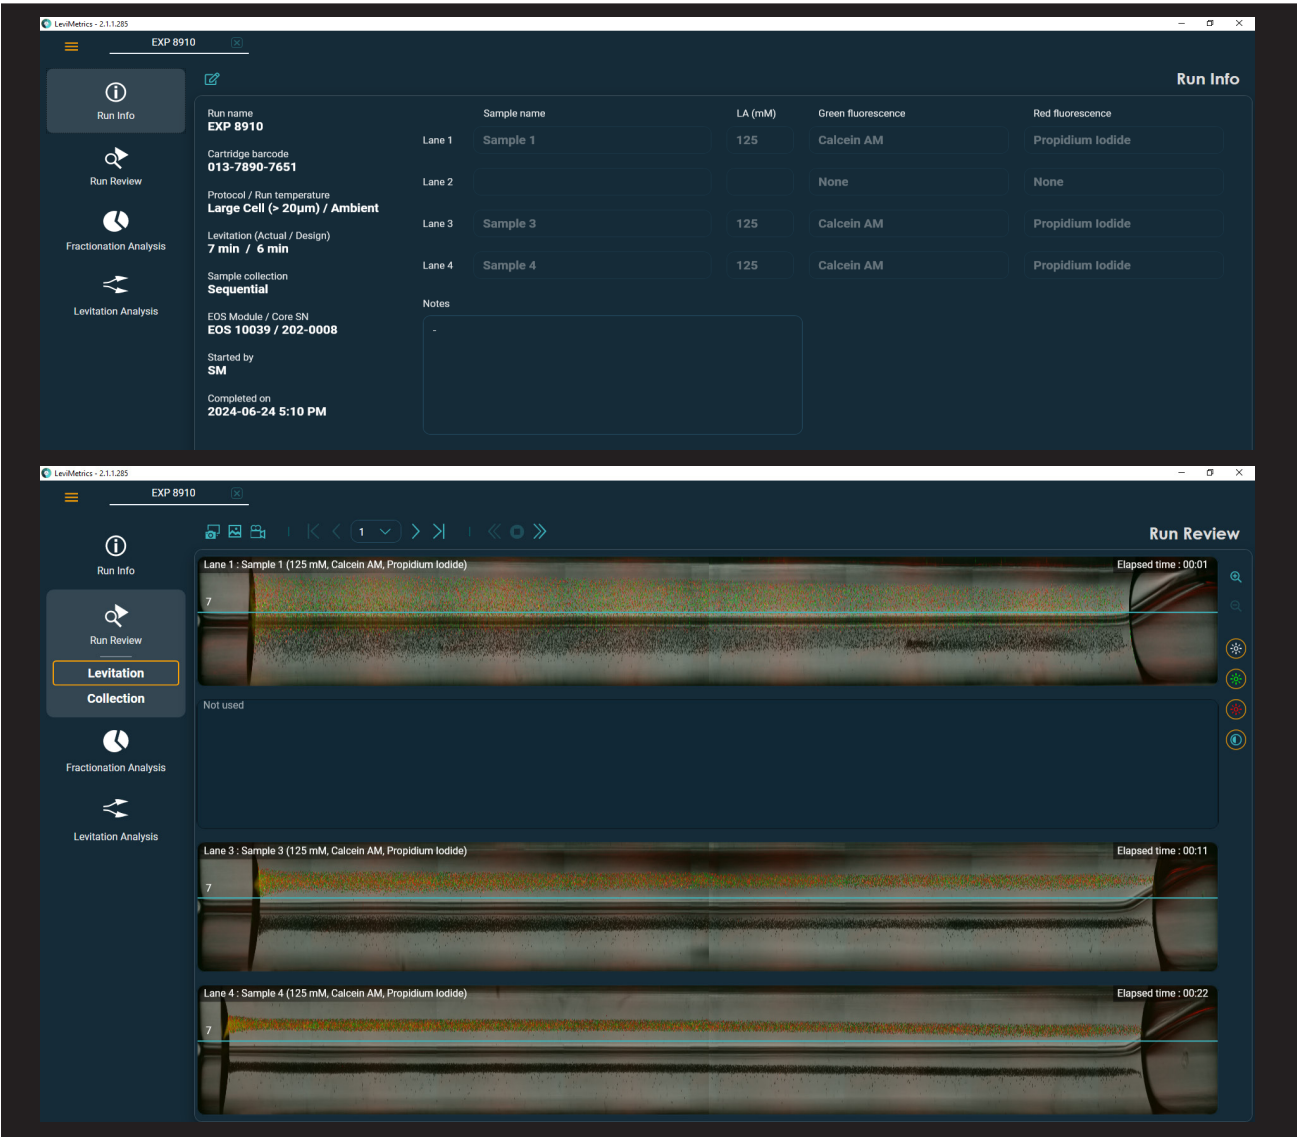 LeviMetrics - 2.1.1.285
EXP 8910
Run Info
Run Info
Run Review
Fractionation Analysis
Levitation Analysis
Run name
EXP 8910
Cartridge barcode
013-7890-7651
Protocol / Run temperature
Large Cell (> 20µm) / Ambient
Levitation (Actual / Design)
7 min / 6 min
Sample collection
Sequential
EOS Module / Core SN
EOS 10039 / 202-0008
Started by
SM
Completed on
2024-06-24 5:10 PM
Sample name LA (mM) Green fluorescence Red fluorescence
Lane 1 Sample 1 125 Calcein AM Propidium Iodide
Lane 2 None None
Lane 3 Sample 3 125 Calcein AM Propidium Iodide
Lane 4 Sample 4 125 Calcein AM Propidium Iodide
Notes
-
LeviMetrics - 2.1.1.285
EXP 8910
1
Run Review
Run Info
Run Review
Levitation
Collection
Fractionation Analysis
Levitation Analysis
Lane 1 : Sample 1 (125 mM, Calcein AM, Propidium Iodide) Elapsed time : 00:01
7
Not used
Lane 3 : Sample 3 (125 mM, Calcein AM, Propidium Iodide) Elapsed time : 00:11
7
Lane 4 : Sample 4 (125 mM, Calcein AM, Propidium Iodide) Elapsed time : 00:22
7